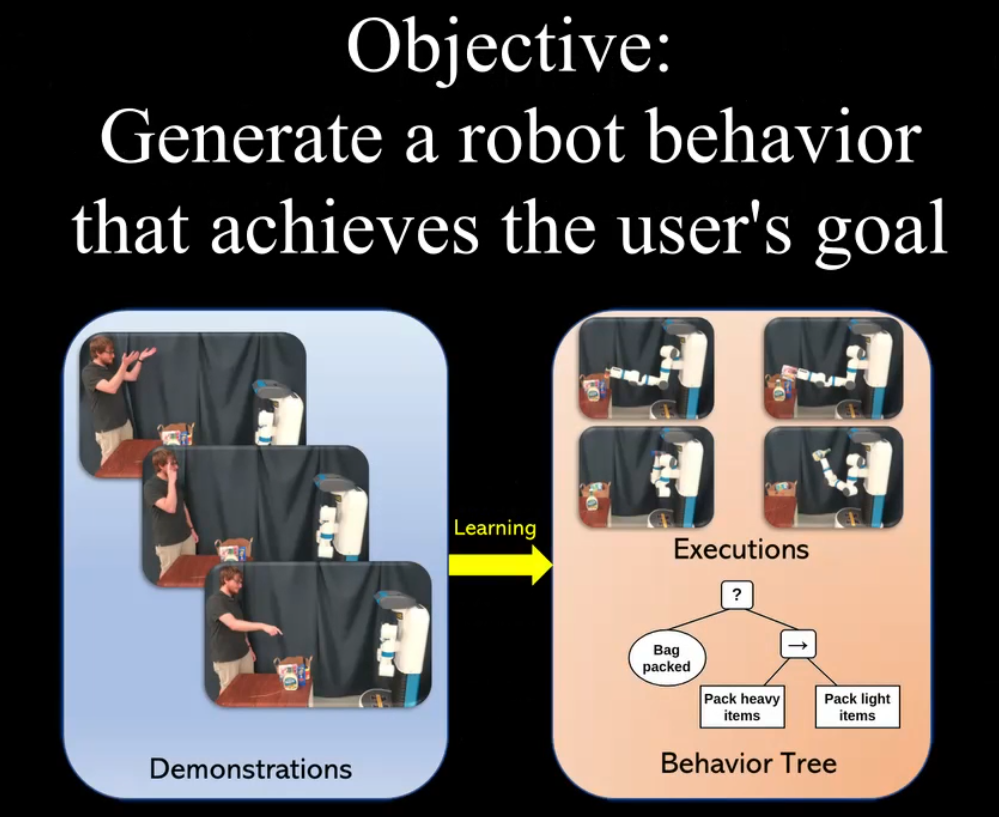 Objective:
Generate a robot behavior
that achieves the user's goal
Demonstrations
Learning
Executions
?
Bag
packed
→
Pack heavy
items
Pack light
items
Behavior Tree